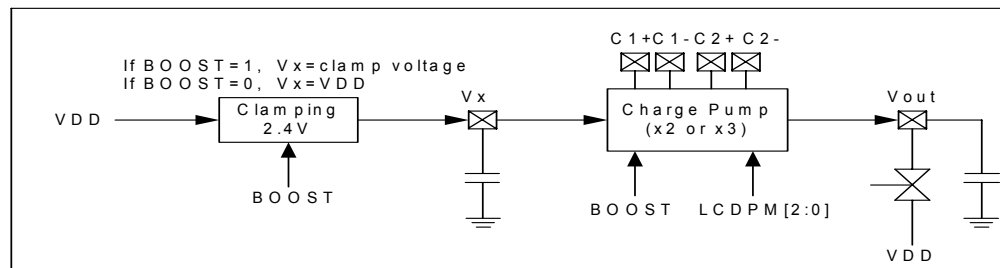 C1+C1-C2+ C2-
If BOOST=1, Vx=clamp voltage
If BOOST=0, Vx=VDD
Vx
Vout
VDD
Clamping
2.4V
Charge Pump
(x2 or x3)
BOOST
BOOST
LCDPM[2:0]
VDD